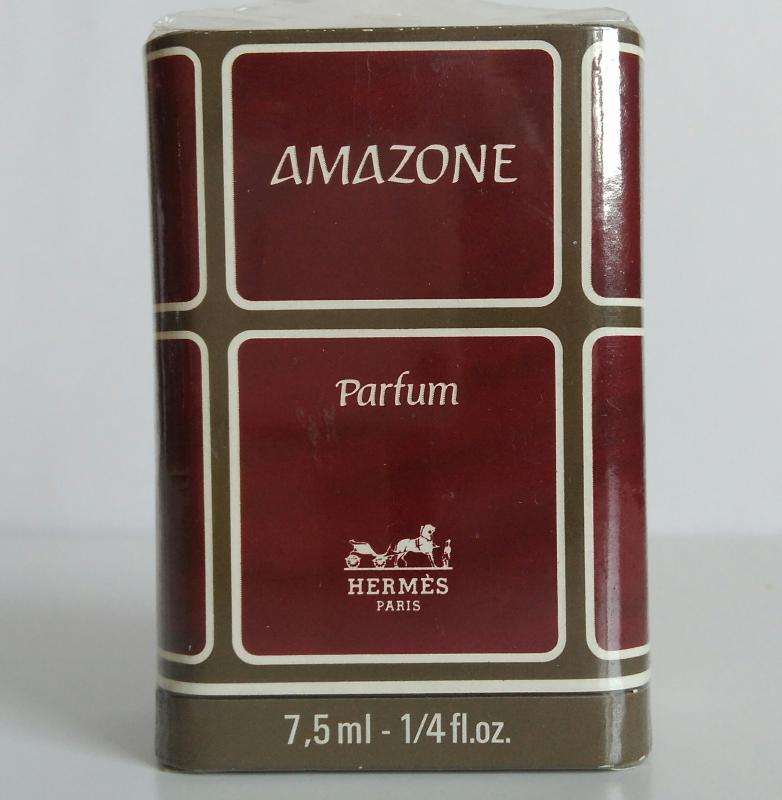 AMAZONE
Parfum
HERMÈS
PARIS
7,5 ml - 1/4 fl.oz.